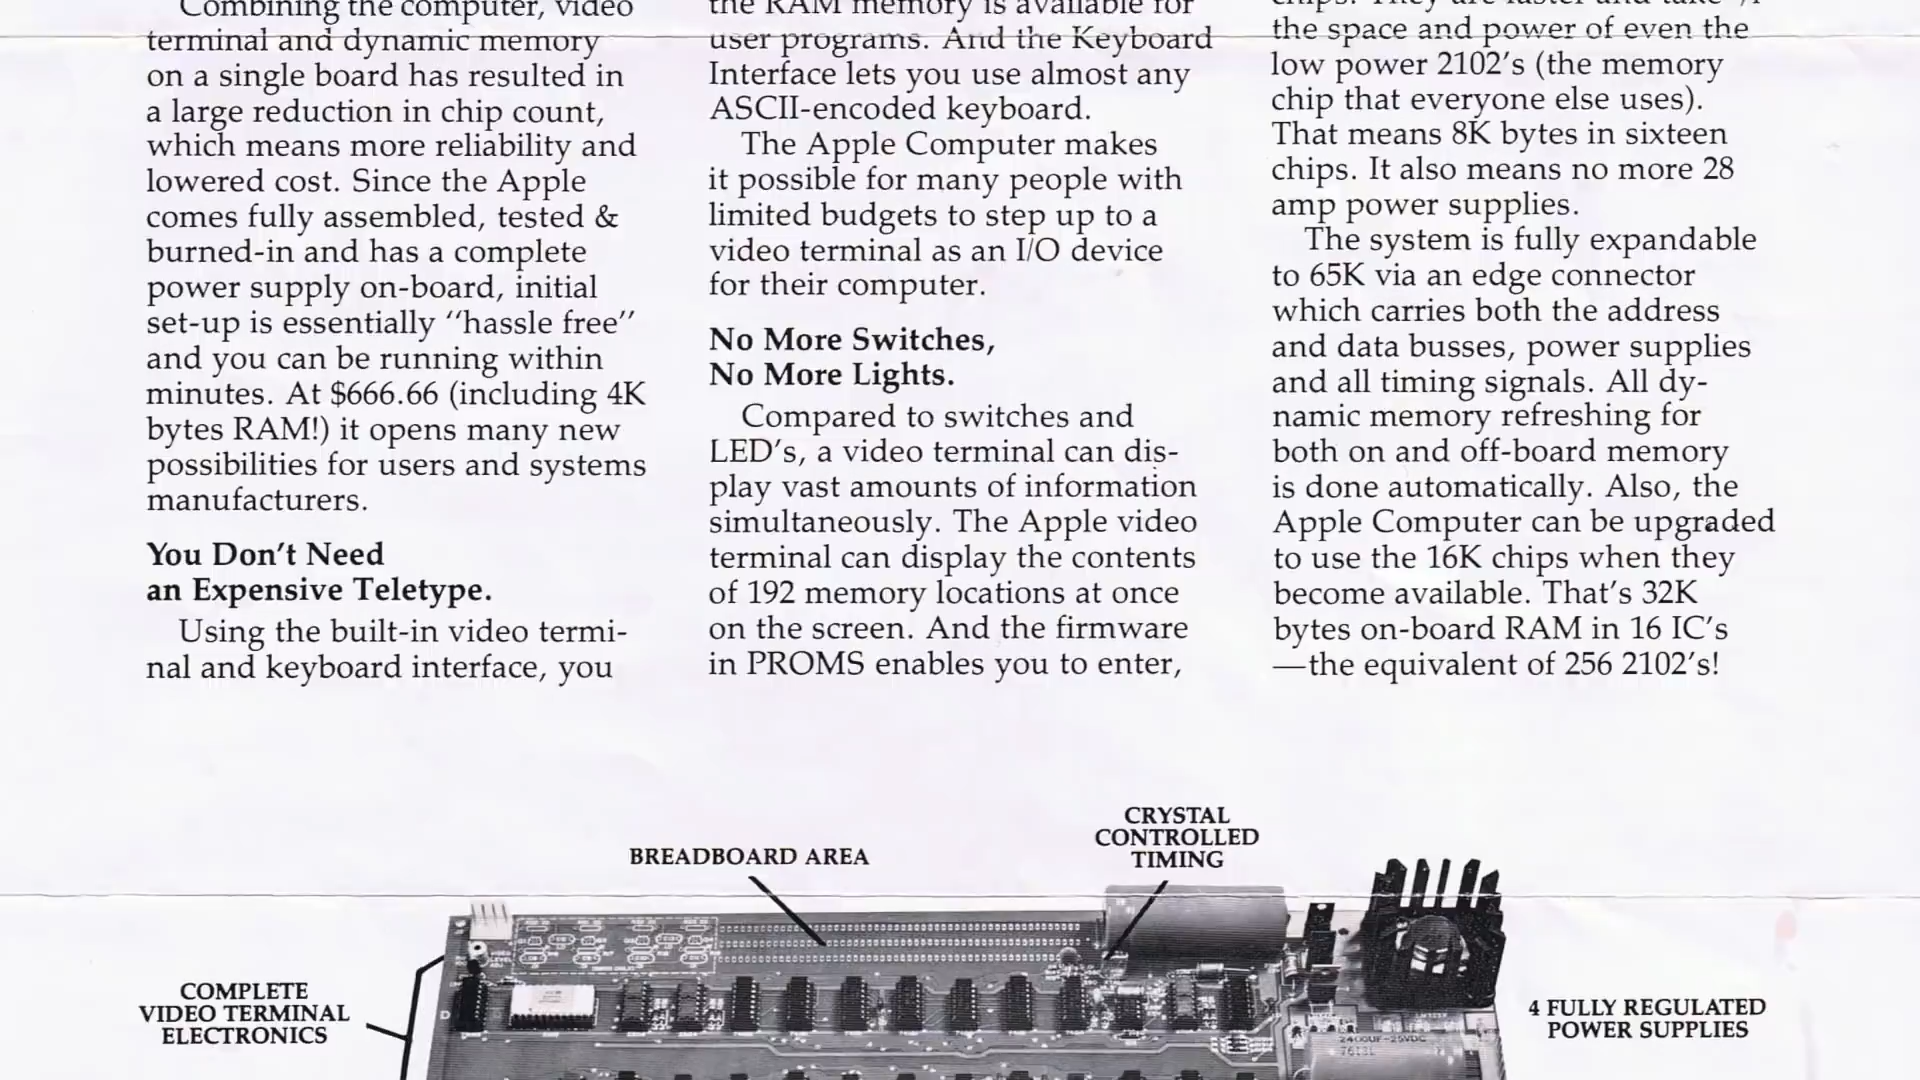 Combining the computer, video
terminal and dynamic memory
on a single board has resulted in
a large reduction in chip count,
which means more reliability and
lowered cost. Since the Apple
comes fully assembled, tested &
burned-in and has a complete
power supply on-board, initial
set-up is essentially "hassle free"
and you can be running within
minutes. At $666.66 (including 4K
bytes RAM!) it opens many new
possibilities for users and systems
manufacturers.
You Don't Need
an Expensive Teletype.
Using the built-in video termi-
nal and keyboard interface, you
the RAM memory is available for
user programs. And the Keyboard
Interface lets you use almost any
ASCII-encoded keyboard.
The Apple Computer makes
it possible for many people with
limited budgets to step up to a
video terminal as an I/O device
for their computer.
No More Switches,
No More Lights.
Compared to switches and
LED's, a video terminal can dis-
play vast amounts of information
simultaneously. The Apple video
terminal can display the contents
of 192 memory locations at once
on the screen. And the firmware
in PROMS enables you to enter,
chips. They are faster and take
the space and power of even the
low power 2102's (the memory
chip that everyone else uses).
That means 8K bytes in sixteen
chips. It also means no more 28
amp power supplies.
The system is fully expandable
to 65K via an edge connector
which carries both the address
and data busses, power supplies
and all timing signals. All dy-
namic memory refreshing for
both on and off-board memory
is done automatically. Also, the
Apple Computer can be upgraded
to use the 16K chips when they
become available. That's 32K
bytes on-board RAM in 16 IC's
—the equivalent of 256 2102's!
BREADBOARD AREA
CRYSTAL
CONTROLLED
TIMING
COMPLETE
VIDEO TERMINAL
ELECTRONICS
4 FULLY REGULATED
POWER SUPPLIES
2400UF-25VDC